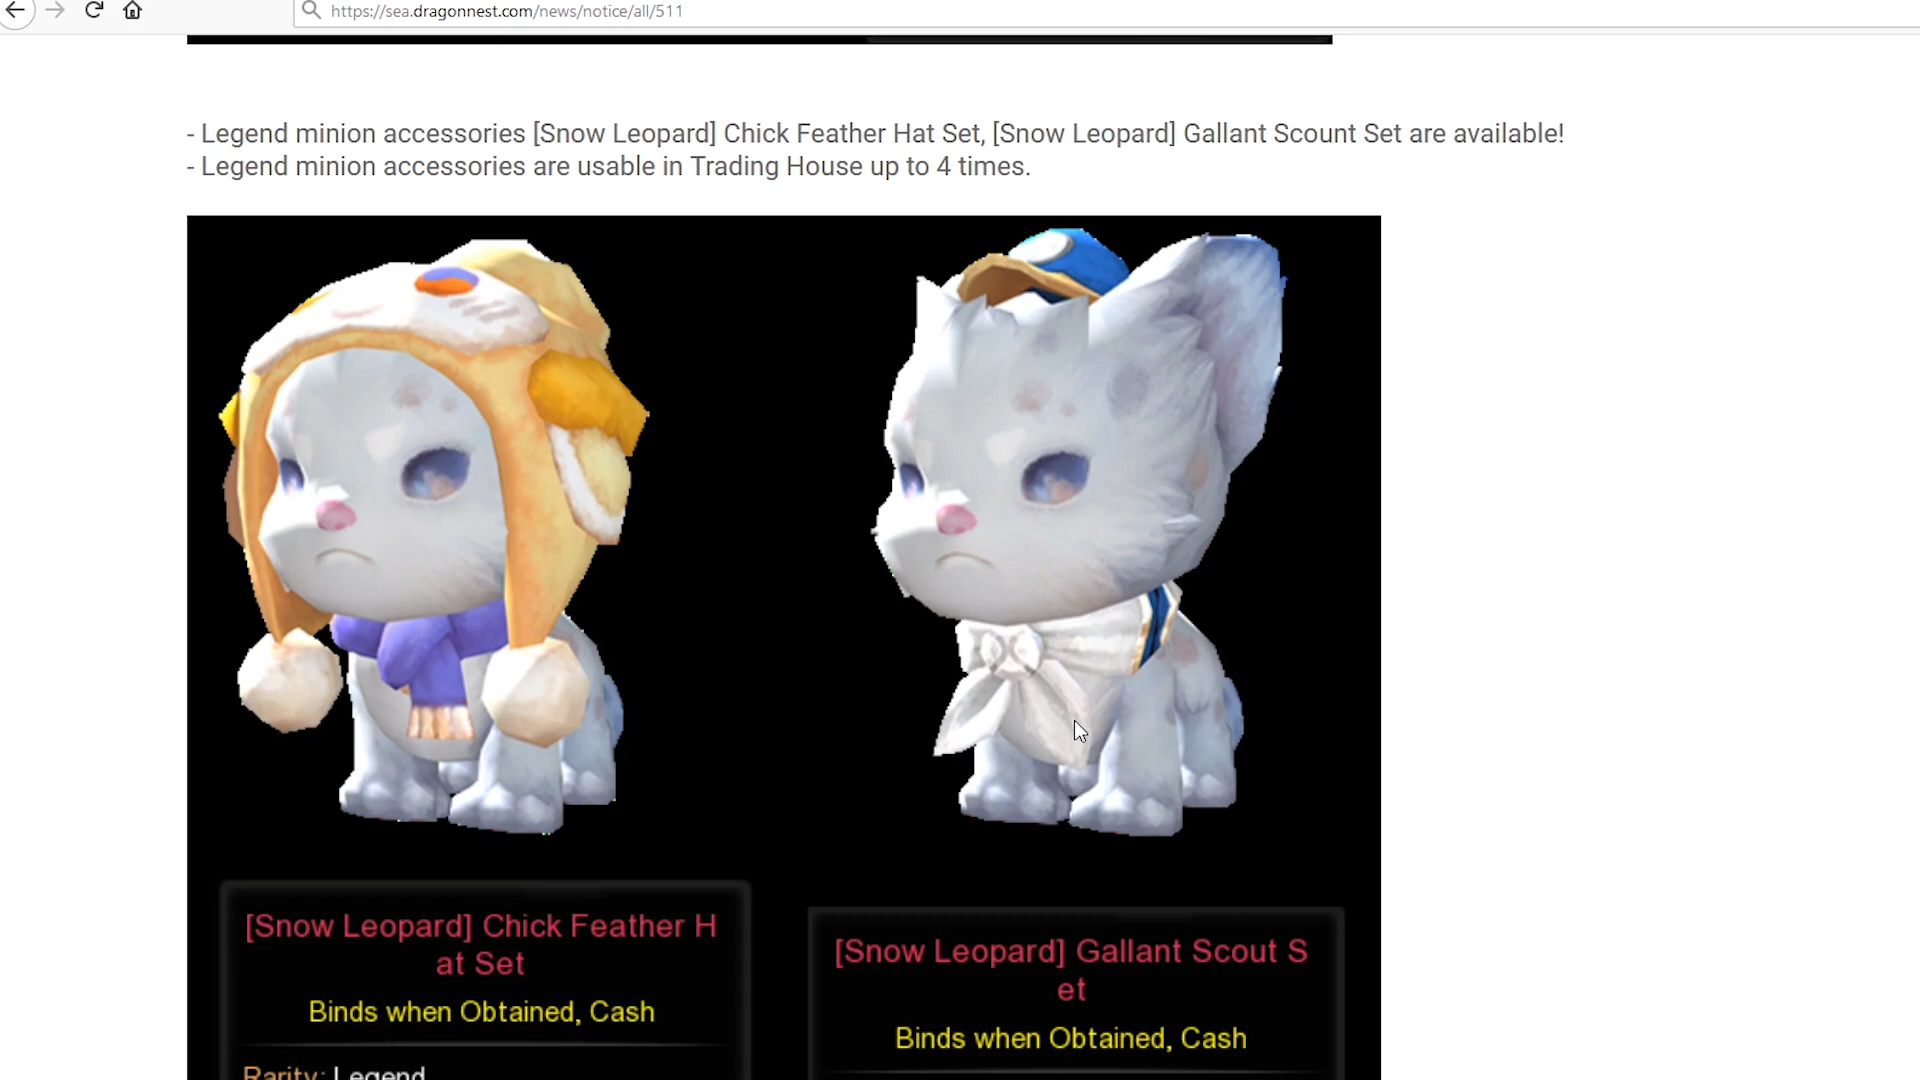 https://sea.dragonnest.com/news/notice/all/511
- Legend minion accessories [Snow Leopard] Chick Feather Hat Set, [Snow Leopard] Gallant Scount Set are available!
- Legend minion accessories are usable in Trading House up to 4 times.
[Snow Leopard] Chick Feather H
at Set
Binds when Obtained, Cash
Rarity: Legend
[Snow Leopard] Gallant Scout S
et
Binds when Obtained, Cash